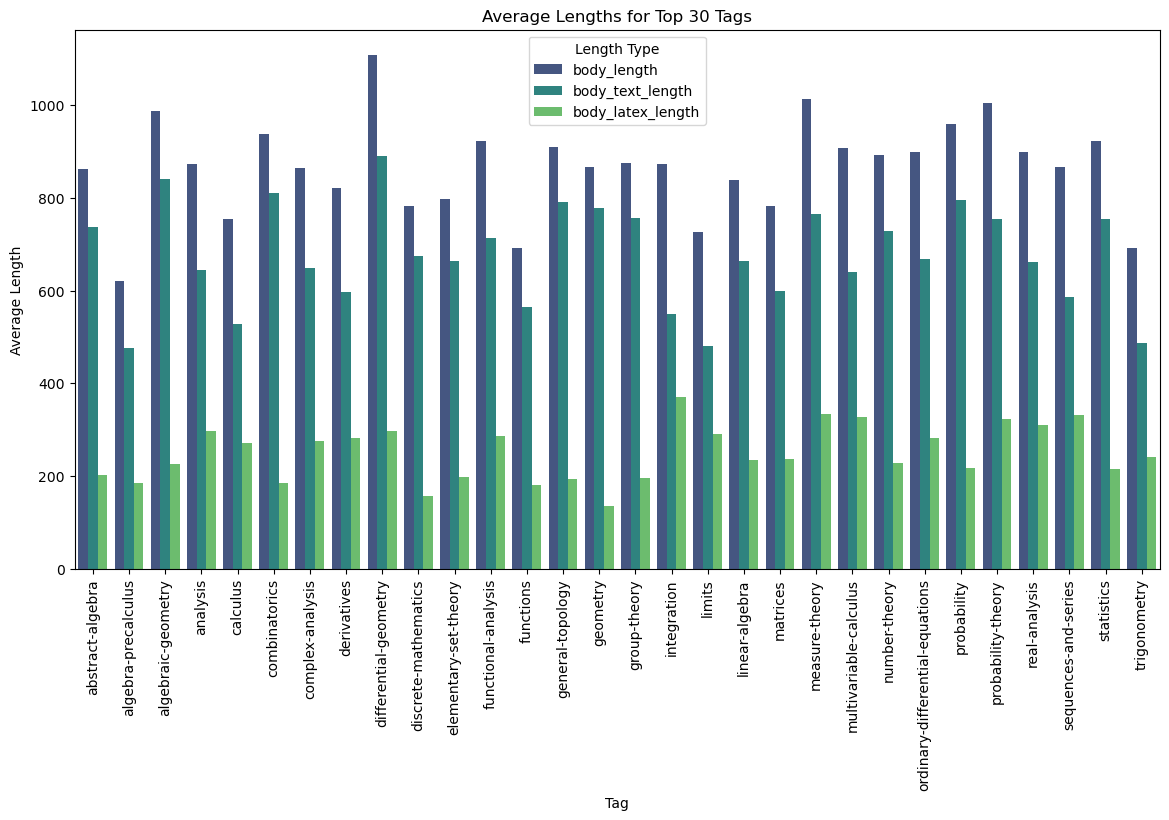 Average Lengths for Top 30 Tags
Length Type
body_length
body_text_length
body_latex_length
Average Length
1000
800
600
400
200
0
abstract-algebra
algebra-precalculus
algebraic-geometry
analysis
calculus
combinatorics
complex-analysis
derivatives
differential-geometry
discrete-mathematics
elementary-set-theory
functional-analysis
functions
general-topology
geometry
group-theory
integration
limits
linear-algebra
matrices
measure-theory
multivariable-calculus
number-theory
ordinary-differential-equations
probability
probability-theory
real-analysis
sequences-and-series
statistics
trigonometry
Tag